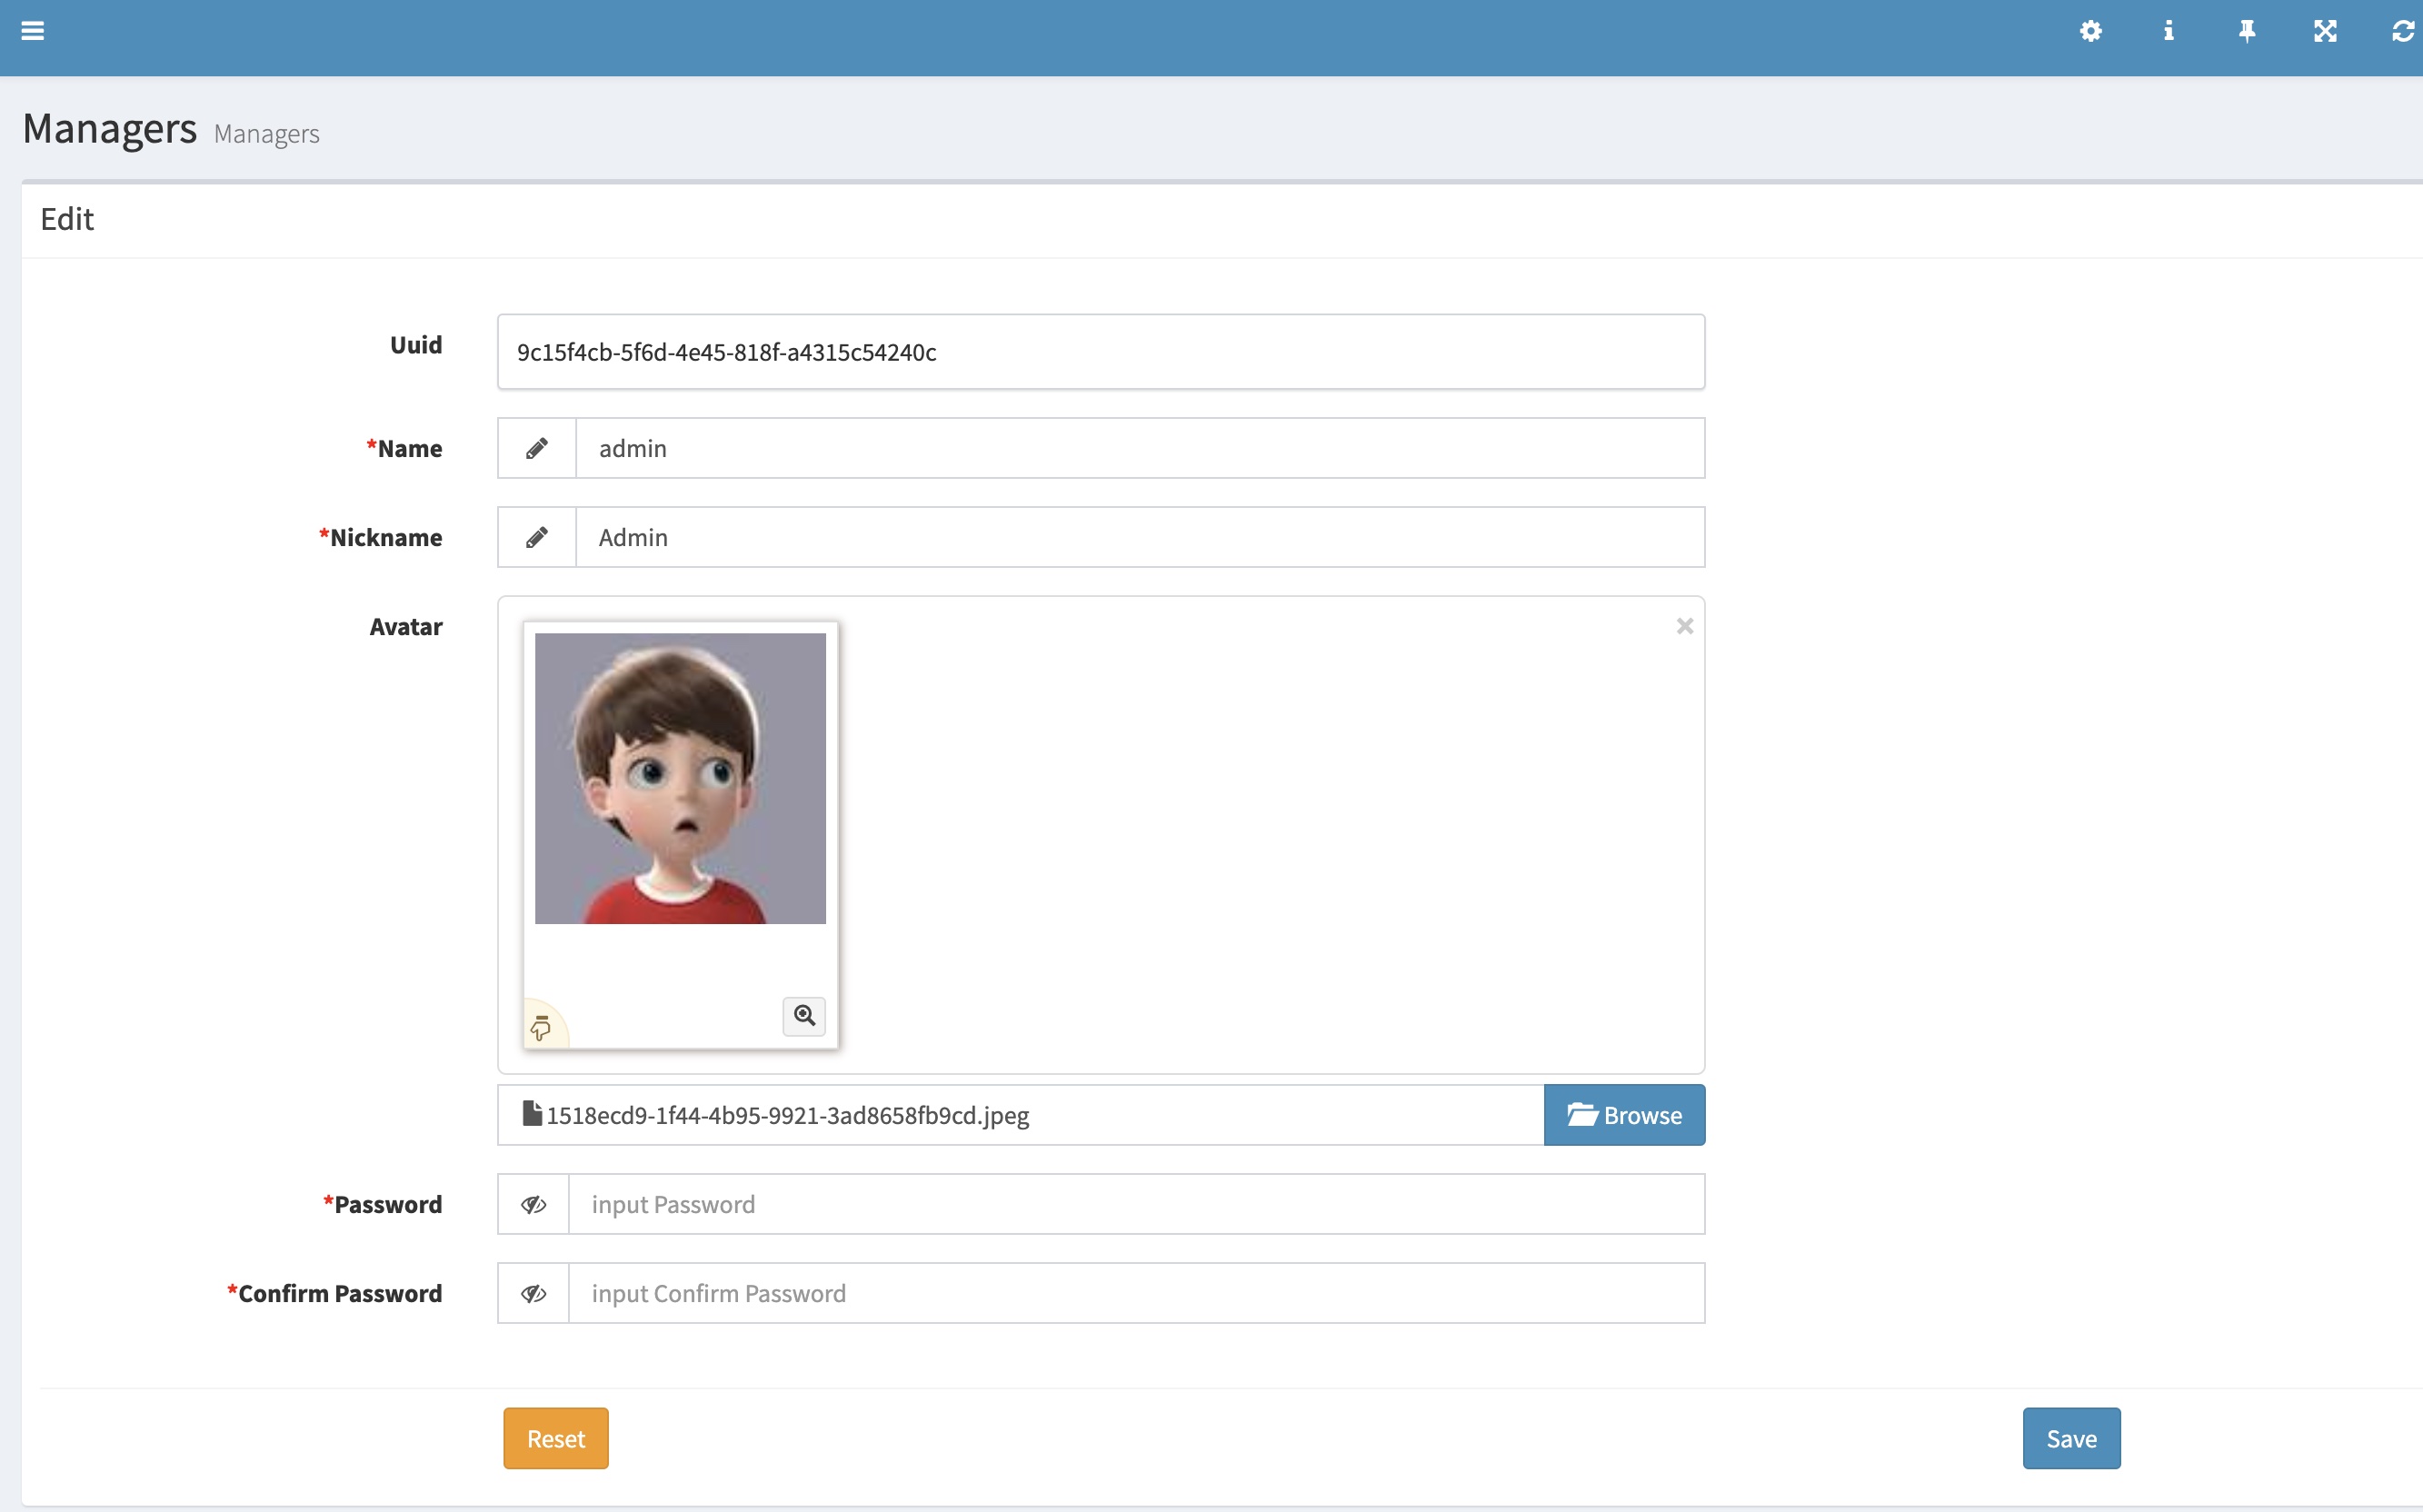 Managers Managers
Edit
Uuid 9c15f4cb-5f6d-4e45-818f-a4315c54240c
*Name admin
*Nickname Admin
Avatar
1518ecd9-1f44-4b95-9921-3ad8658fb9cd.jpeg Browse
*Password input Password
*Confirm Password input Confirm Password
Reset Save